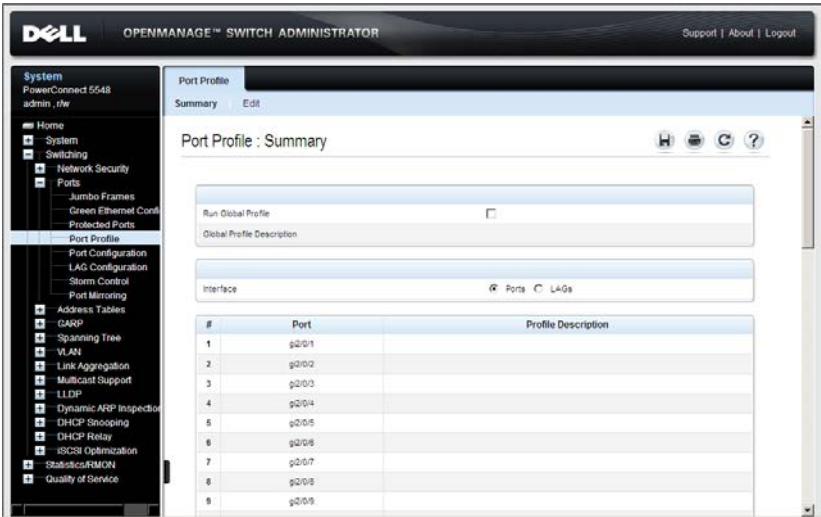 DELL
OPENMANAGE™ SWITCH ADMINISTRATOR
Support | About | Logout
System
PowerConnect 5548
admin , r/w
Home
System
Switching
Network Security
Ports
Jumbo Frames
Green Ethernet Confi
Protected Ports
Port Profile
Port Configuration
LAG Configuration
Storm Control
Port Mirroring
Address Tables
GARP
Spanning Tree
VLAN
Link Aggregation
Multicast Support
LLDP
Dynamic ARP Inspection
DHCP Snooping
DHCP Relay
iSCSI Optimization
Statistics/RMON
Quality of Service
Port Profile
Summary Edit
Port Profile : Summary
Run Global Profile
Global Profile Description
Interface Ports LAGs
# Port Profile Description
1 gi2/0/1
2 gi2/0/2
3 gi2/0/3
4 gi2/0/4
5 gi2/0/5
6 gi2/0/6
7 gi2/0/7
8 gi2/0/8
9 gi2/0/9